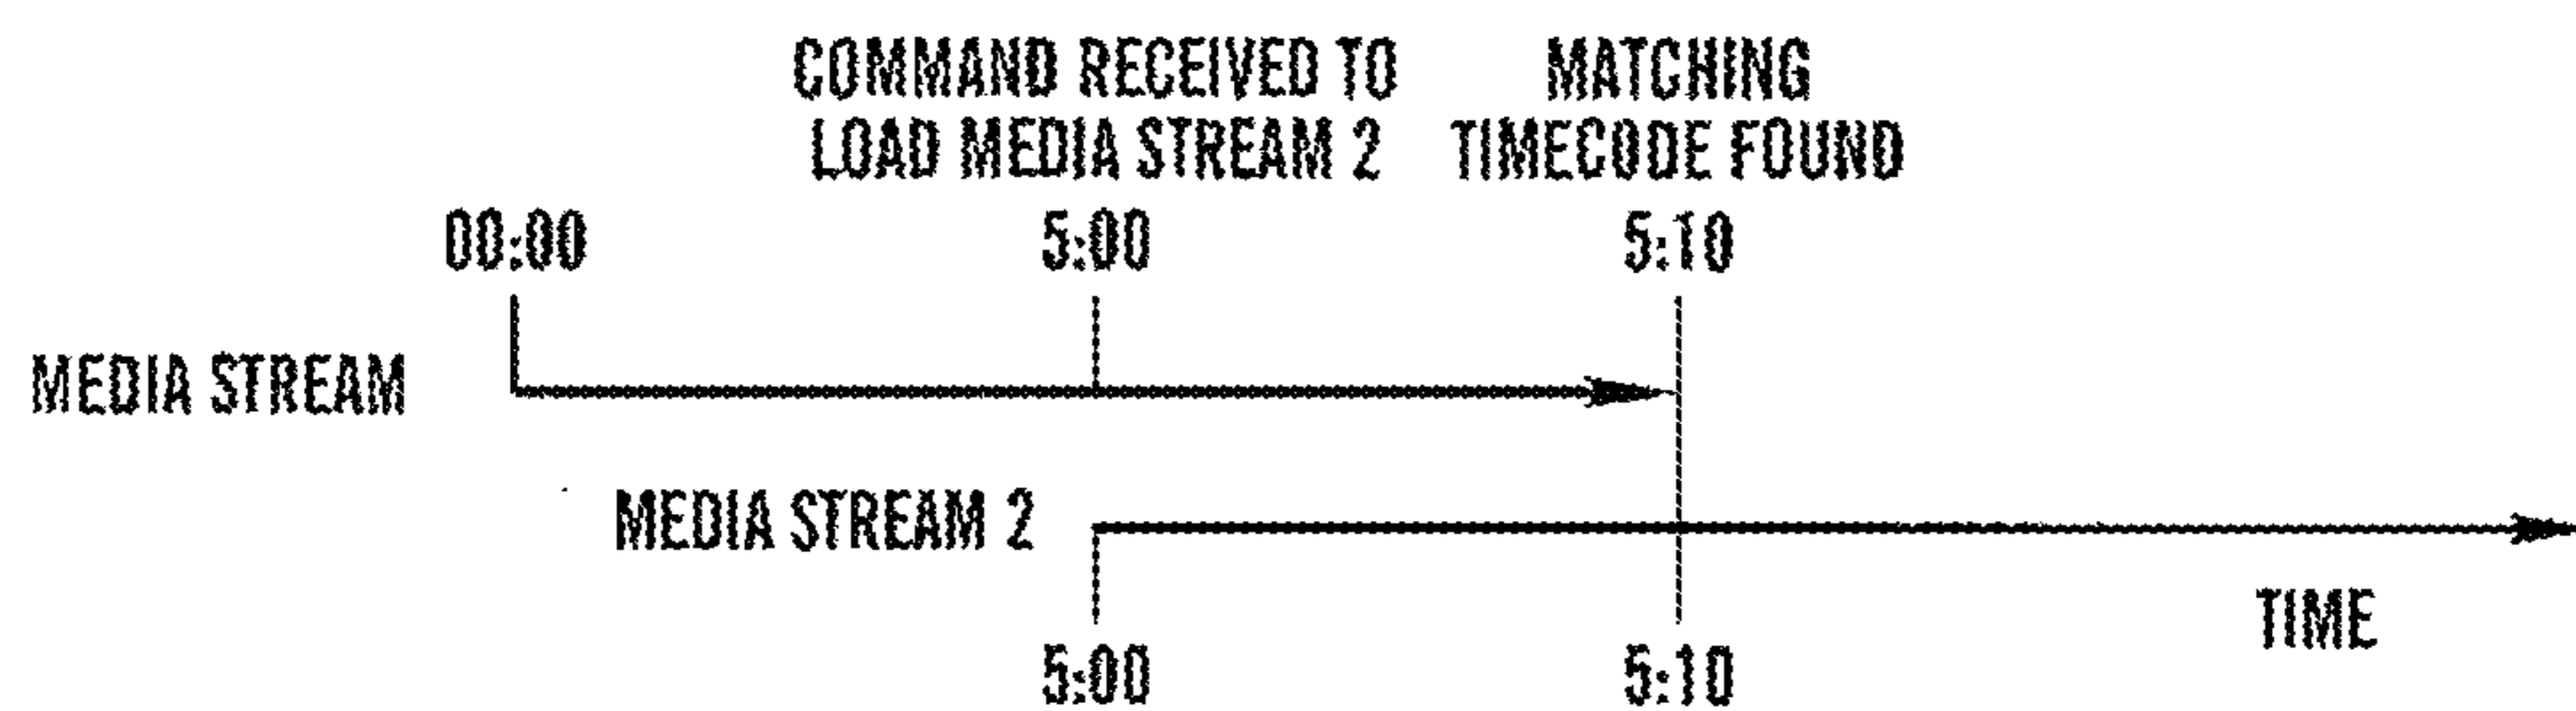 COMMAND RECEIVED TO
LOAD MEDIA STREAM 2
MATCHING
TIMECODE FOUND
00:00
5:00
5:10
MEDIA STREAM
MEDIA STREAM 2
TIME
5:00
5:10